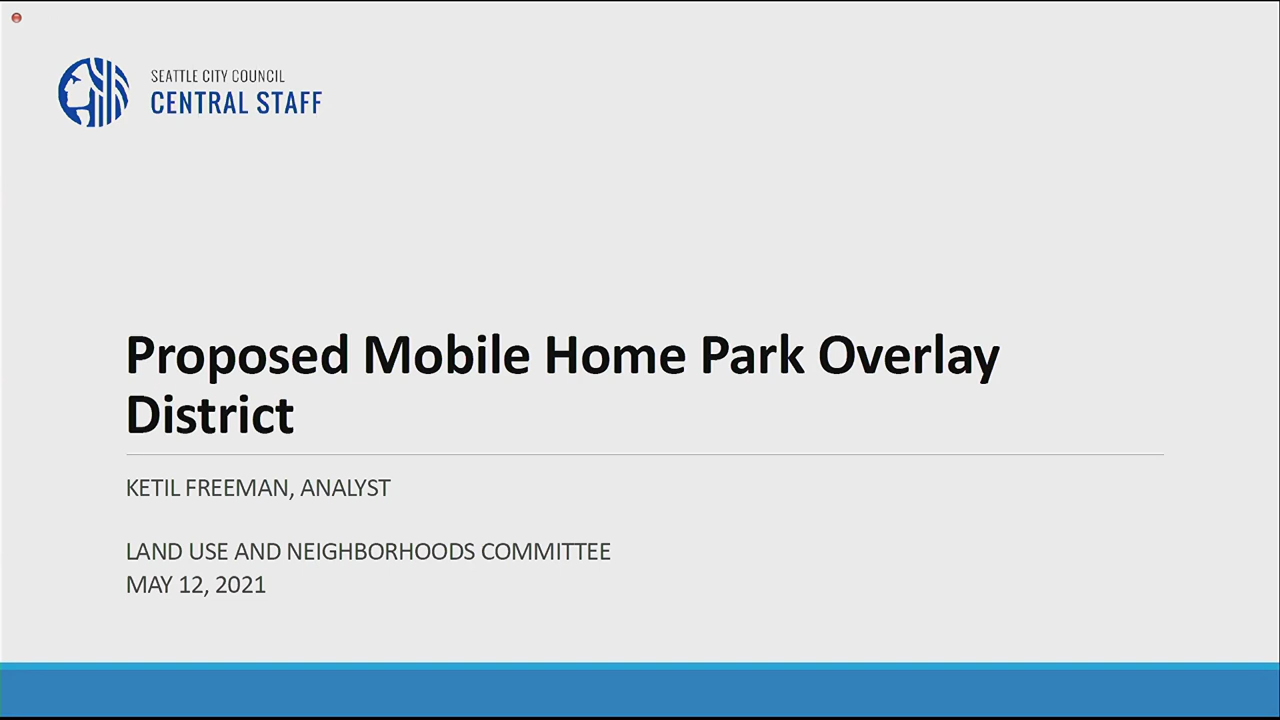 SEATTLE CITY COUNCIL
CENTRAL STAFF
Proposed Mobile Home Park Overlay
District
KETIL FREEMAN, ANALYST
LAND USE AND NEIGHBORHOODS COMMITTEE
MAY 12, 2021